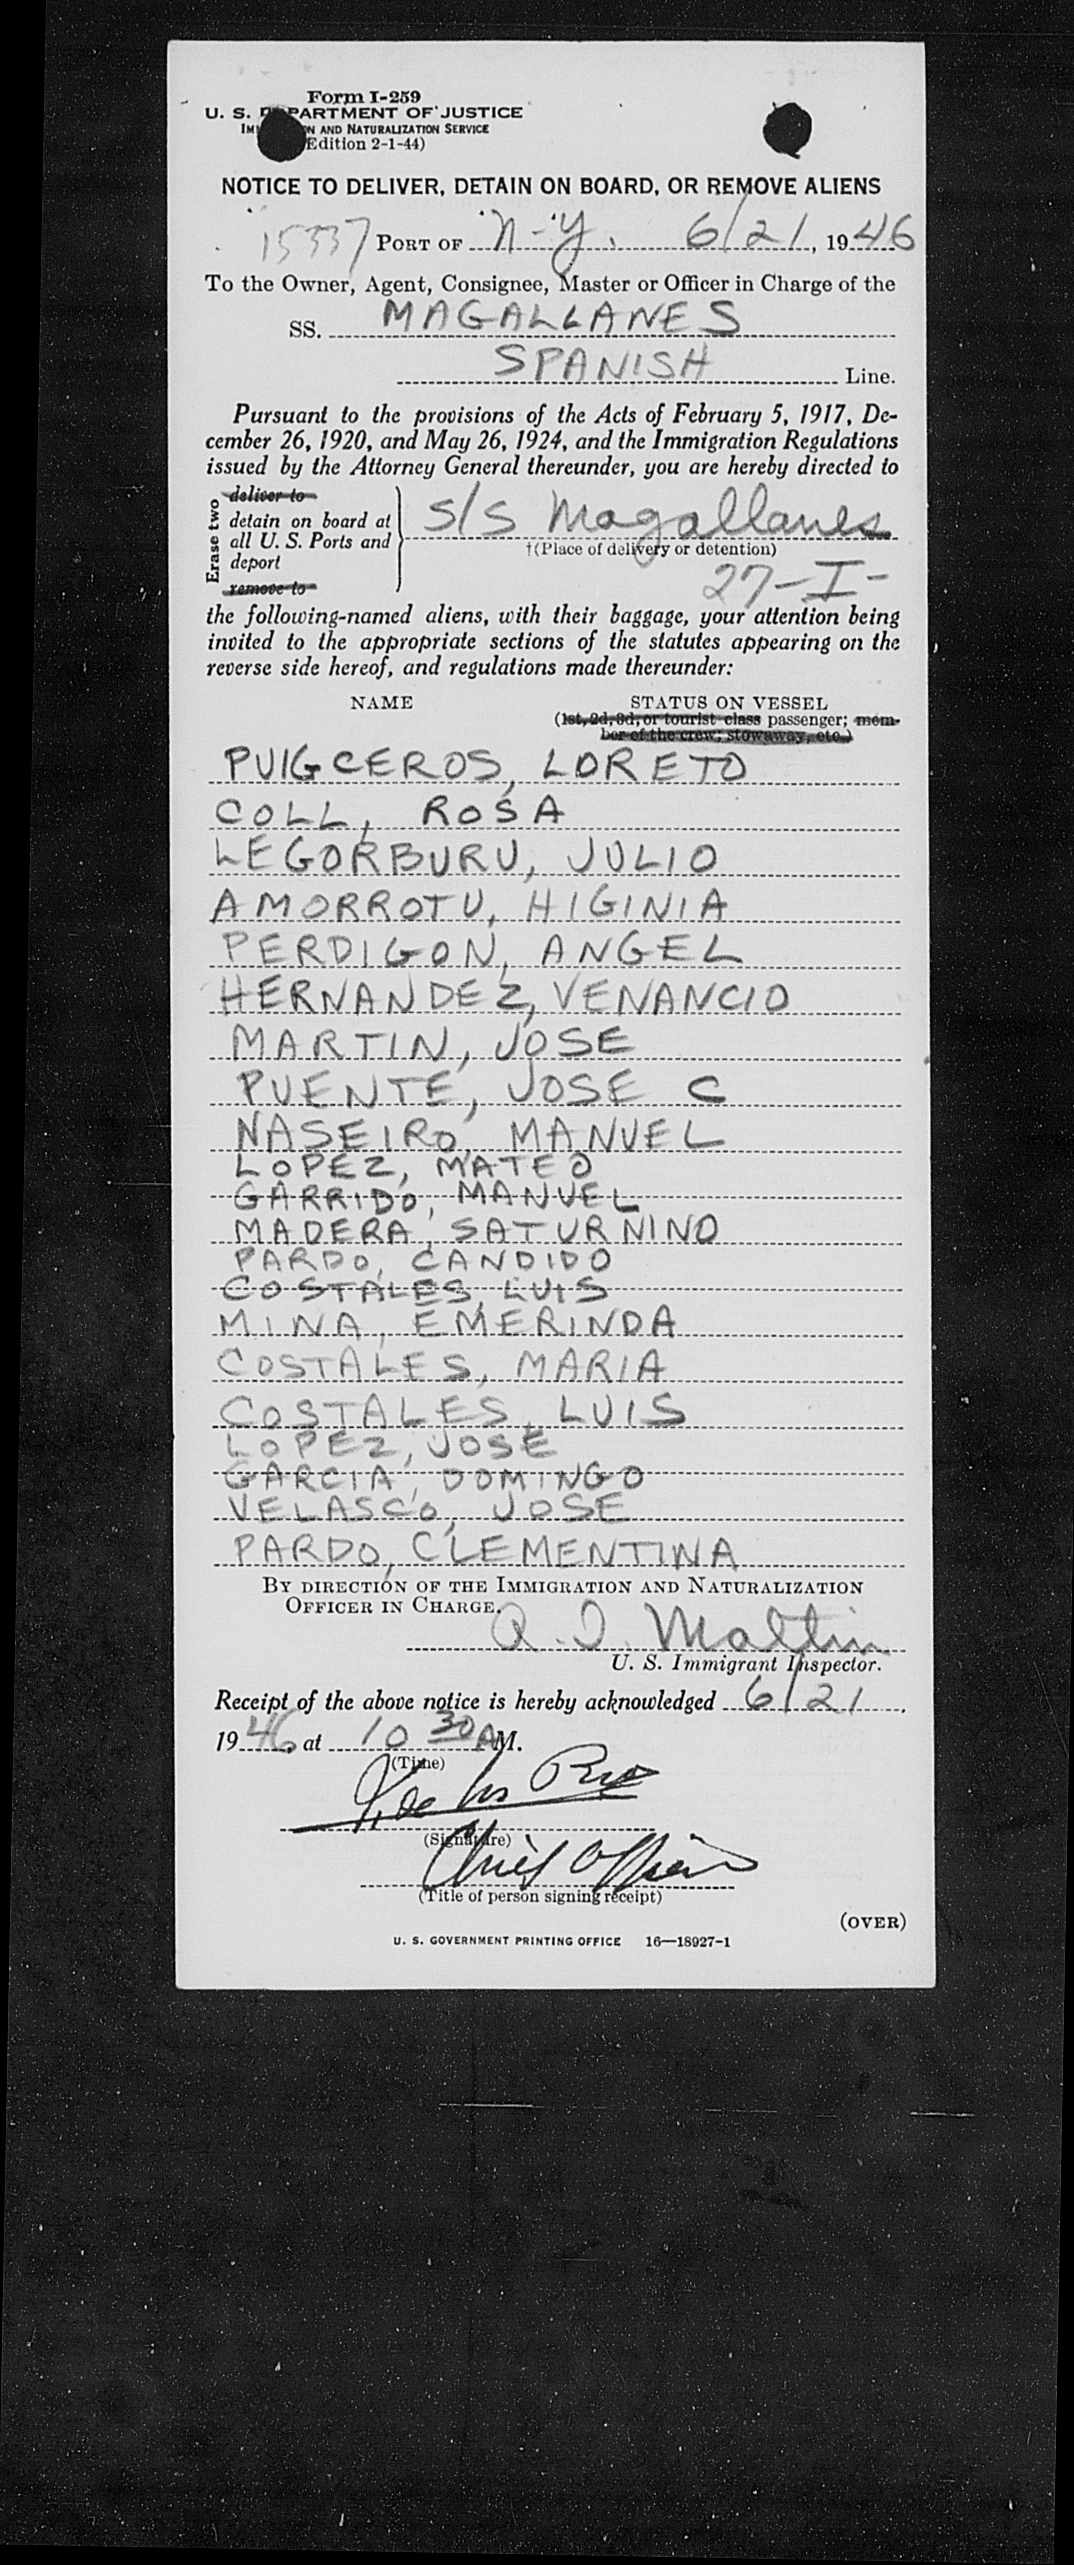 Form I-259
U. S. DEPARTMENT OF JUSTICE
IMMIGRATION AND NATURALIZATION SERVICE
(Edition 2-1-44)
NOTICE TO DELIVER, DETAIN ON BOARD, OR REMOVE ALIENS
15337 PORT OF N-Y. 6/21, 1946
To the Owner, Agent, Consignee, Master or Officer in Charge of the
SS. MAGALLANES
SPANISH Line.
Pursuant to the provisions of the Acts of February 5, 1917, De-
cember 26, 1920, and May 26, 1924, and the Immigration Regulations
issued by the Attorney General thereunder, you are hereby directed to
Erase two
deliver to
detain on board at
all U. S. Ports and
deport
remove to
S/S Magallanes
†(Place of delivery or detention)
27-I-
the following-named aliens, with their baggage, your attention being
invited to the appropriate sections of the statutes appearing on the
reverse side hereof, and regulations made thereunder:
NAME STATUS ON VESSEL
(1st, 2d, 3d, or tourist class passenger; mem-
ber of the crew; stowaway, etc.)
PUIGCEROS, LORETO
COLL, ROSA
LEGORBURU, JULIO
AMORROTU, HIGINIA
PERDIGON, ANGEL
HERNANDEZ, VENANCIO
MARTIN, JOSE
PUENTE, JOSE C
NASEIRO, MANUEL
LOPEZ, MATEO
GARRIDO, MANUEL
MADERA, SATURNINO
PARDO, CANDIDO
COSTALES, LUIS
MINA, EMERINDA
COSTALES, MARIA
COSTALES, LUIS
LOPEZ, JOSE
GARCIA, DOMINGO
VELASCO, JOSE
PARDO, CLEMENTINA
BY DIRECTION OF THE IMMIGRATION AND NATURALIZATION
OFFICER IN CHARGE.
U. S. Immigrant Inspector.
Receipt of the above notice is hereby acknowledged 6/21,
1946, at 10 30 AM.
(Time)
(Signature)
Chief Officer
(Title of person signing receipt)
(OVER)
U. S. GOVERNMENT PRINTING OFFICE 16—18927-1